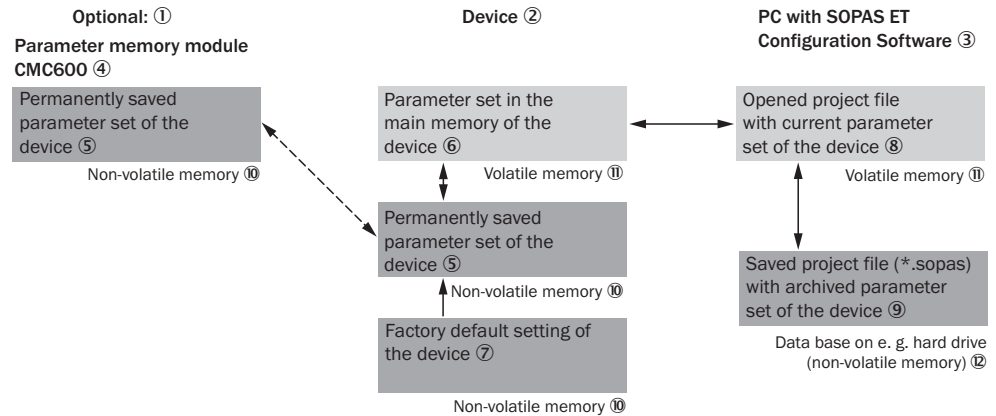 Optional: ①
Parameter memory module
CMC600 ④
Permanently saved
parameter set of the
device ⑤
Non-volatile memory ⑩
Device ②
Parameter set in the
main memory of the
device ⑥
Volatile memory ⑪
Permanently saved
parameter set of the
device ⑤
Non-volatile memory ⑩
Factory default setting of
the device ⑦
Non-volatile memory ⑩
PC with SOPAS ET
Configuration Software ③
Opened project file
with current parameter
set of the device ⑧
Volatile memory ⑪
Saved project file (*.sopas)
with archived parameter
set of the device ⑨
Data base on e. g. hard drive
(non-volatile memory) ⑫